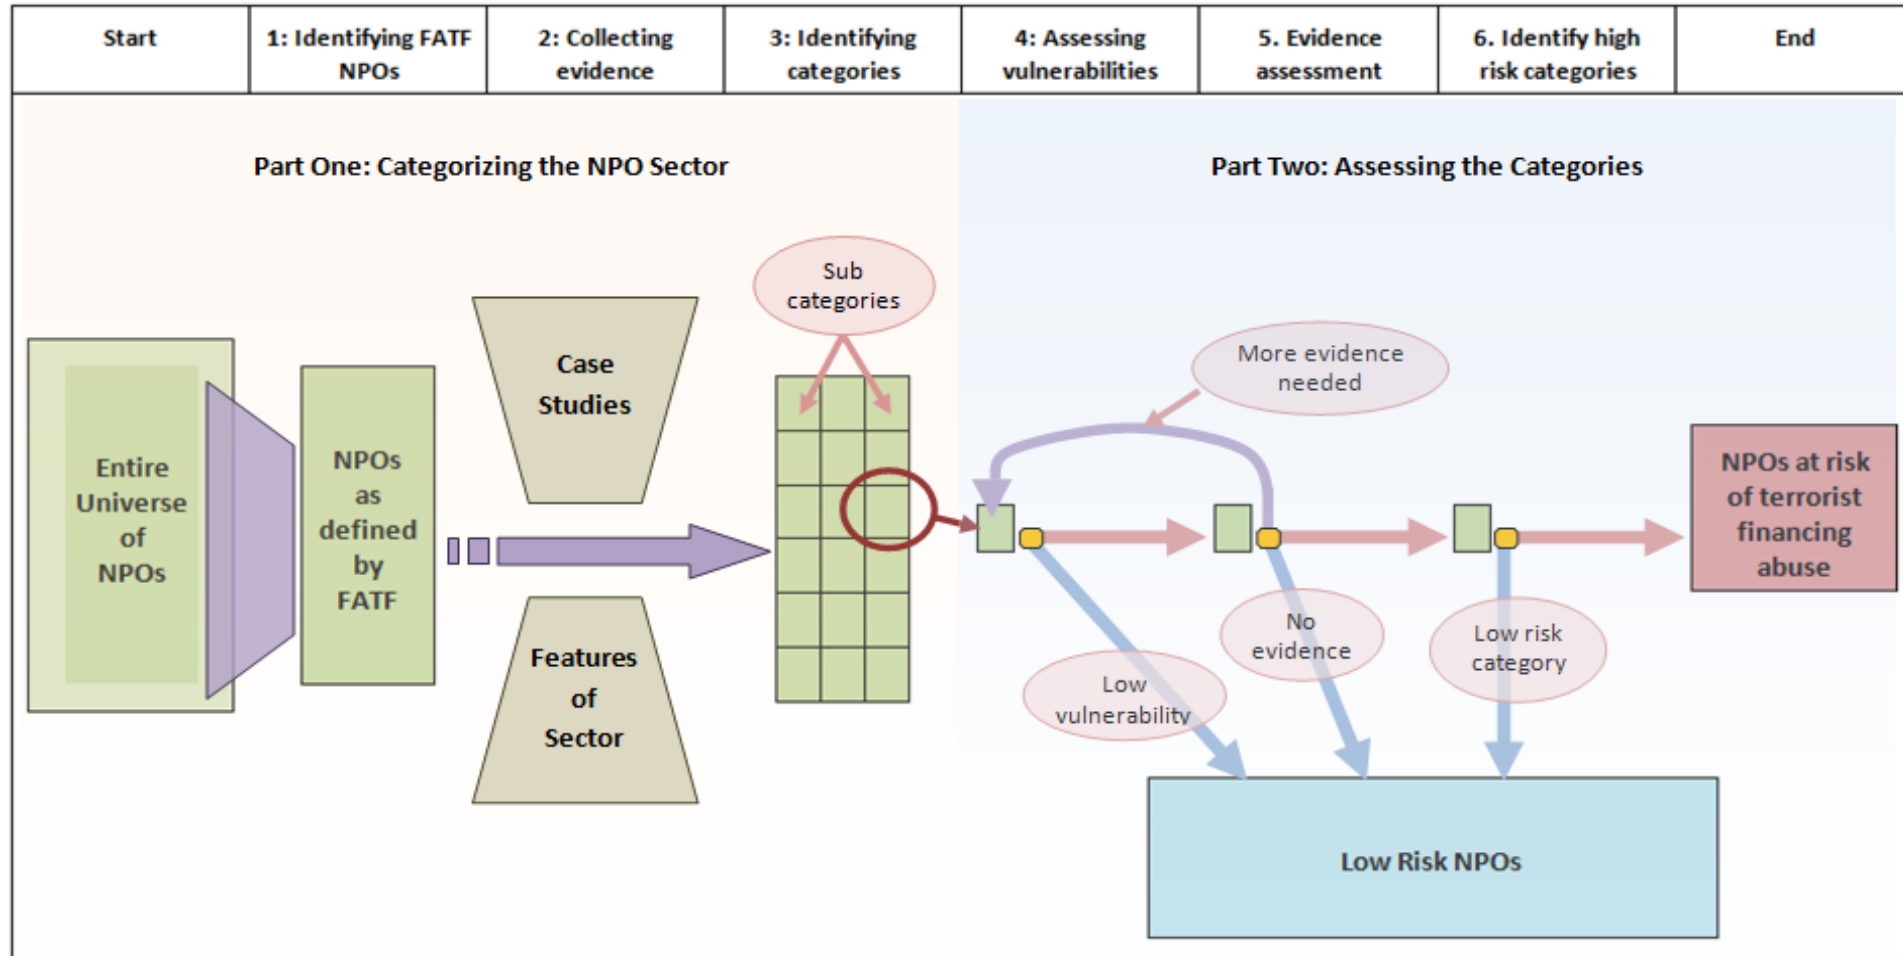 Start
1: Identifying FATF
NPOs
2: Collecting
evidence
3: Identifying
categories
4: Assessing
vulnerabilities
5. Evidence
assessment
6. Identify high
risk categories
End
Part One: Categorizing the NPO Sector
Part Two: Assessing the Categories
Entire
Universe
of
NPOs
NPOs
as
defined
by
FATF
Case
Studies
Features
of
Sector
Sub
categories
More evidence
needed
Low
vulnerability
No
evidence
Low risk
category
NPOs at risk
of terrorist
financing
abuse
Low Risk NPOs